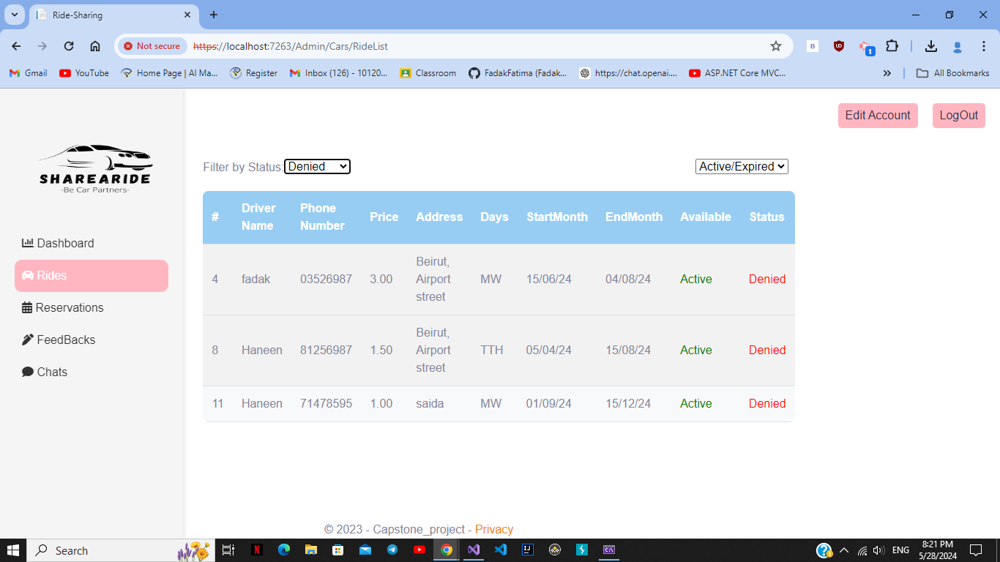 Ride-Sharing
Not secure https://localhost:7263/Admin/Cars/RideList
B
UD
1
Gmail YouTube Home Page | Al Ma... Register Inbox (126) - 10120... Classroom FadakFatima (Fadak... https://chat.openai.... ASP.NET Core MVC... » All Bookmarks
Edit Account LogOut
SHAREARIDE
-Be Car Partners-
Dashboard
Rides
Reservations
FeedBacks
Chats
Filter by Status: Denied Active/Expired
# Driver Name Phone Number Price Address Days StartMonth EndMonth Available Status
4 fadak 03526987 3.00 Beirut, Airport street MW 15/06/24 04/08/24 Active Denied
8 Haneen 81256987 1.50 Beirut, Airport street TTH 05/04/24 15/08/24 Active Denied
11 Haneen 71478595 1.00 saida MW 01/09/24 15/12/24 Active Denied
© 2023 - Capstone_project - Privacy
Search
ENG
8:21 PM
5/28/2024